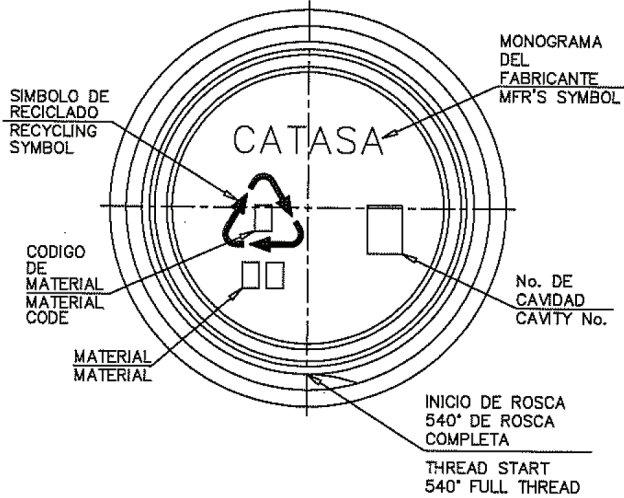 MONOGRAMA
DEL
FABRICANTE
MFR'S SYMBOL
SIMBOLO DE
RECICLADO
RECYCLING
SYMBOL
CATASA
CODIGO
DE
MATERIAL
MATERIAL
CODE
No. DE
CAVIDAD
CAVITY No.
MATERIAL
MATERIAL
INICIO DE ROSCA
540° DE ROSCA
COMPLETA
THREAD START
540° FULL THREAD